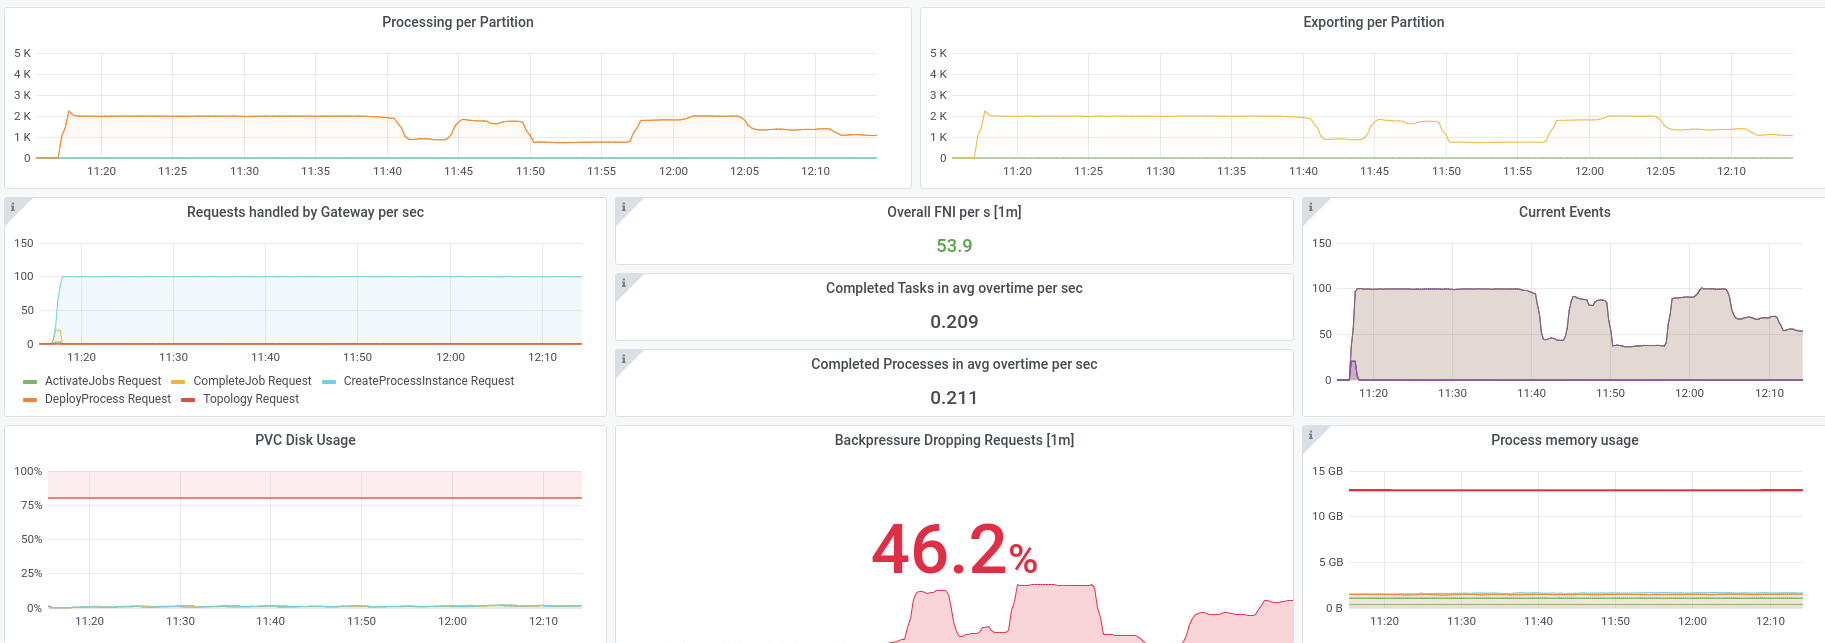 Processing per Partition
5 K
4 K
3 K
2 K
1 K
0
11:20 11:25 11:30 11:35 11:40 11:45 11:50 11:55 12:00 12:05 12:10
Exporting per Partition
5 K
4 K
3 K
2 K
1 K
0
11:20 11:25 11:30 11:35 11:40 11:45 11:50 11:55 12:00 12:05 12:10
i
Requests handled by Gateway per sec
150
100
50
0
11:20 11:30 11:40 11:50 12:00 12:10
ActivateJobs Request CompleteJob Request CreateProcessInstance Request
DeployProcess Request Topology Request
i
Overall FNI per s [1m]
53.9
i
Completed Tasks in avg overtime per sec
0.209
i
Completed Processes in avg overtime per sec
0.211
i
Current Events
150
100
50
0
11:20 11:30 11:40 11:50 12:00 12:10
PVC Disk Usage
100%
75%
50%
25%
0%
11:20 11:30 11:40 11:50 12:00 12:10
Backpressure Dropping Requests [1m]
46.2%
i
Process memory usage
15 GB
10 GB
5 GB
0 B
11:20 11:30 11:40 11:50 12:00 12:10